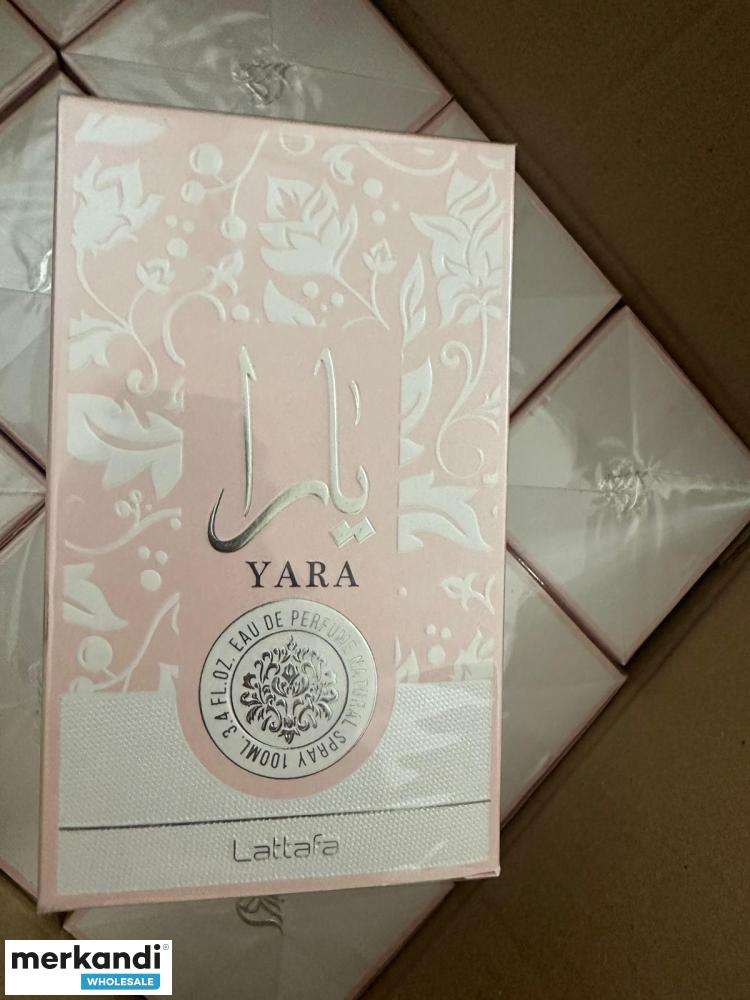 يارا
YARA
EAU DE PERFUME NATURAL SPRAY 100ML. 3.4 FL.OZ.
Lattafa
merkandi®
WHOLESALE